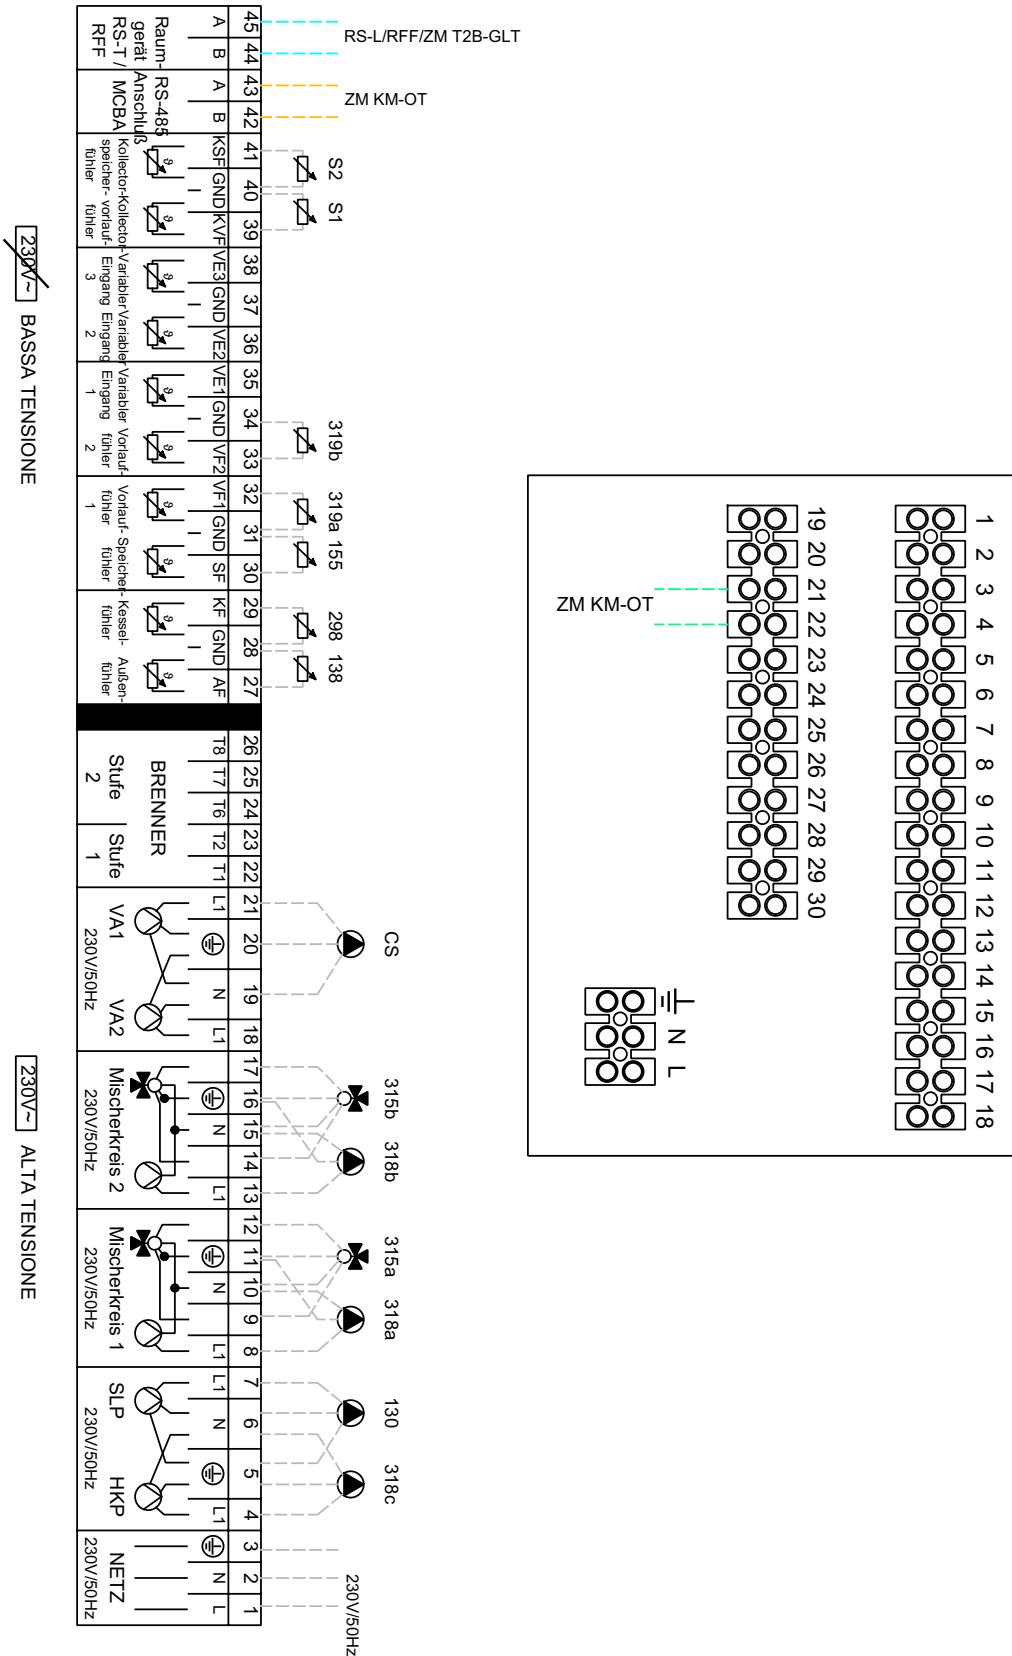 RS-L/RFF/ZM T2B-GLT
ZM KM-OT
S2
S1
319b
319a
155
298
138
CS
315b
318b
315a
318a
130
318c
230V/50Hz
45
44
43
42
41
40
39
38
37
36
35
34
33
32
31
30
29
28
27
26
25
24
23
22
21
20
19
18
17
16
15
14
13
12
11
10
9
8
7
6
5
4
3
2
1
A
B
A
B
KSF
GND
KVF
VE3
GND
VE2
VE1
GND
VF2
VF1
GND
SF
KF
GND
AF
T8
T7
T6
T2
T1
L1
N
L1
N
L1
N
L1
L1
N
L1
N
L
Raum-
gerät
RS-T /
RFF
RS-485
Anschluß
MCBA
Kollector-
speicher-
fühler
Kollector-
vorlauf-
fühler
Variabler
Eingang
3
Variabler
Eingang
2
Variabler
Eingang
1
Vorlauf-
fühler
2
Vorlauf-
fühler
1
Speicher-
fühler
Kessel-
fühler
Außen-
fühler
BRENNER
Stufe
2
Stufe
1
VA1
VA2
230V/50Hz
Mischerkreis 2
230V/50Hz
Mischerkreis 1
230V/50Hz
SLP
HKP
230V/50Hz
NETZ
230V/50Hz
230V~ BASSA TENSIONE
230V~ ALTA TENSIONE
1
2
3
4
5
6
7
8
9
10
11
12
13
14
15
16
17
18
19
20
21
22
23
24
25
26
27
28
29
30
ZM KM-OT
N
L